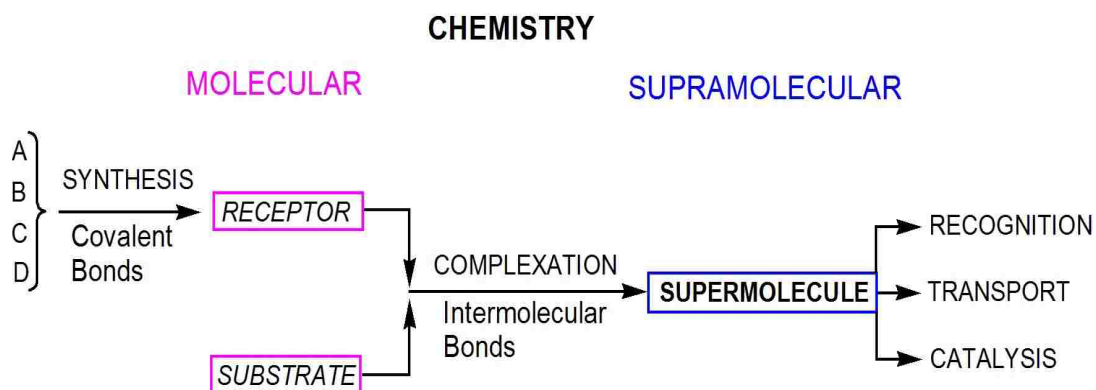 CHEMISTRY
MOLECULAR
SUPRAMOLECULAR
A
B
C
D
SYNTHESIS
Covalent
Bonds
RECEPTOR
SUBSTRATE
COMPLEXATION
Intermolecular
Bonds
SUPERMOLECULE
RECOGNITION
TRANSPORT
CATALYSIS